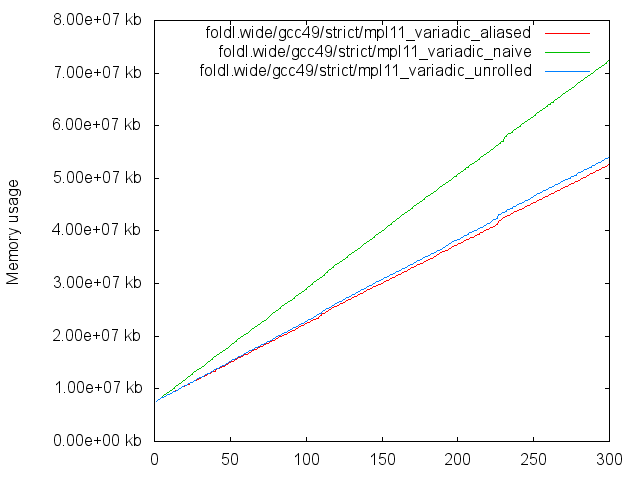 8.00e+07 kb
foldl.wide/gcc49/strict/mpl11_variadic_aliased
foldl.wide/gcc49/strict/mpl11_variadic_naive
7.00e+07 kb
foldl.wide/gcc49/strict/mpl11_variadic_unrolled
6.00e+07 kb
5.00e+07 kb
Memory usage
4.00e+07 kb
3.00e+07 kb
2.00e+07 kb
1.00e+07 kb
0.00e+00 kb
0 50 100 150 200 250 300